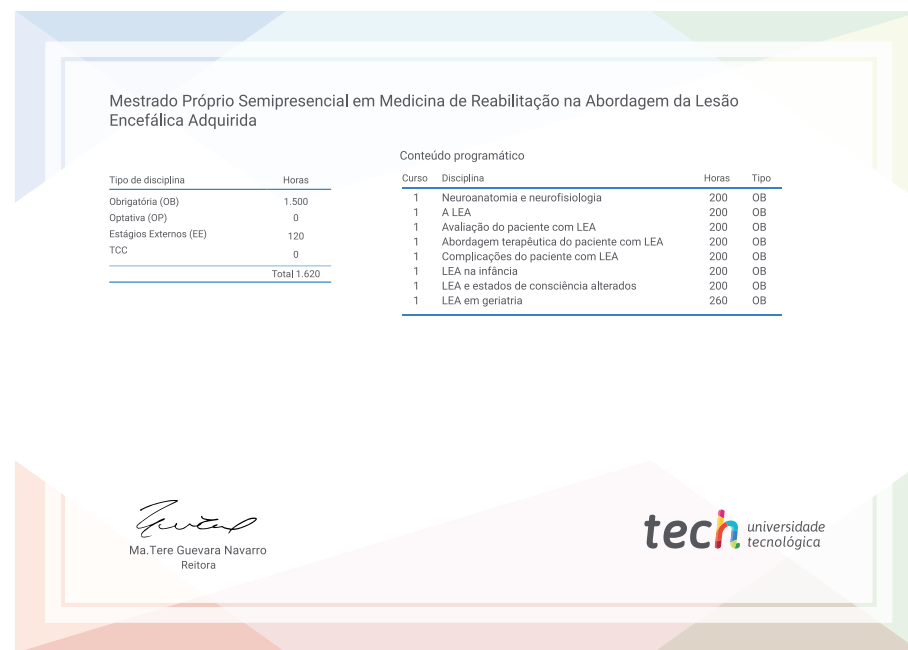 Mestrado Próprio Semipresencial em Medicina de Reabilitação na Abordagem da Lesão
Encefálica Adquirida
Tipo de disciplina Horas
Obrigatória (OB) 1.500
Optativa (OP) 0
Estágios Externos (EE) 120
TCC 0
Total 1.620
Conteúdo programático
Curso Disciplina Horas Tipo
1 Neuroanatomia e neurofisiologia 200 OB
1 A LEA 200 OB
1 Avaliação do paciente com LEA 200 OB
1 Abordagem terapêutica do paciente com LEA 200 OB
1 Complicações do paciente com LEA 200 OB
1 LEA na infância 200 OB
1 LEA e estados de consciência alterados 200 OB
1 LEA em geriatria 260 OB
Ma.Tere Guevara Navarro
Reitora
tech universidade
tecnológica